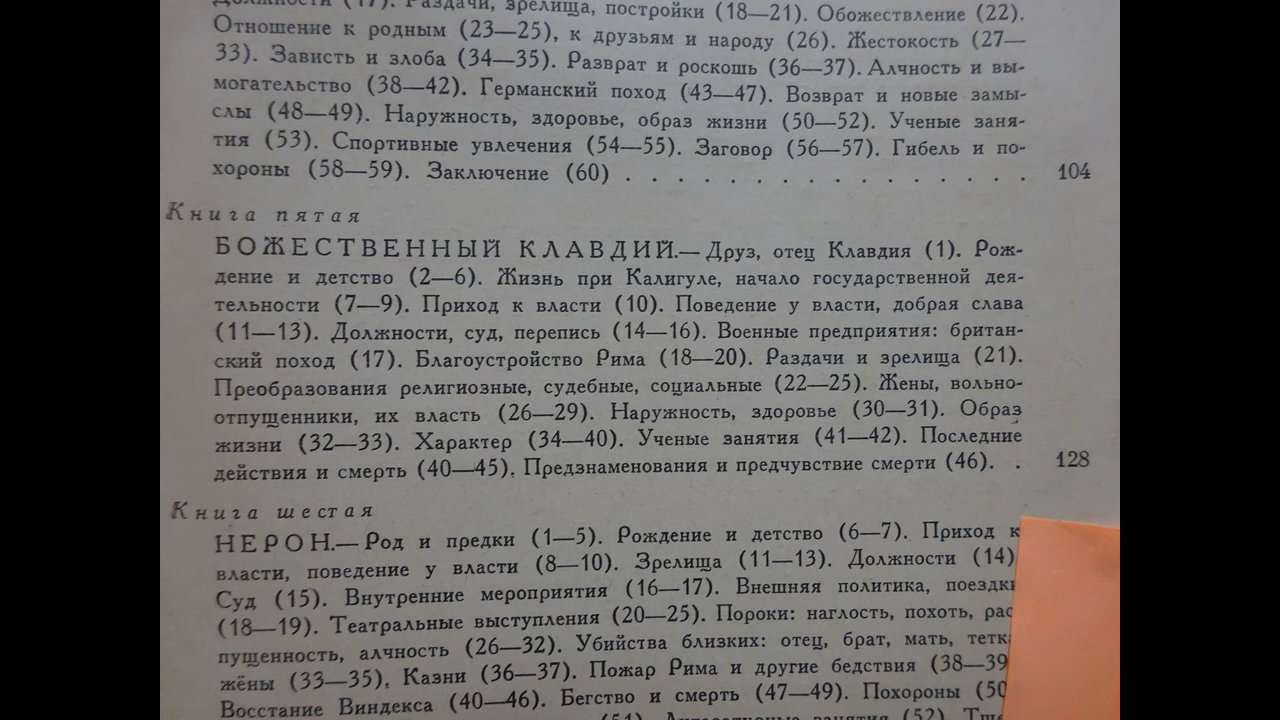 Должности (17). Раздачи, зрелища, постройки (18—21). Обожествление (22).
Отношение к родным (23—25), к друзьям и народу (26). Жестокость (27—
33). Зависть и злоба (34—35). Разврат и роскошь (36—37). Алчность и вы-
могательство (38—42). Германский поход (43—47). Возврат и новые замы-
слы (48—49). Наружность, здоровье, образ жизни (50—52). Ученые заня-
тия (53). Спортивные увлечения (54—55). Заговор (56—57). Гибель и по-
хороны (58—59). Заключение (60) . . . . . . . . . . . . . . . . 104
Книга пятая
БОЖЕСТВЕННЫЙ КЛАВДИЙ.— Друз, отец Клавдия (1). Рож-
дение и детство (2—6). Жизнь при Калигуле, начало государственной дея-
тельности (7—9). Приход к власти (10). Поведение у власти, добрая слава
(11—13). Должности, суд, перепись (14—16). Военные предприятия: британ-
ский поход (17). Благоустройство Рима (18—20). Раздачи и зрелища (21).
Преобразования религиозные, судебные, социальные (22—25). Жены, вольно-
отпущенники, их власть (26—29). Наружность, здоровье (30—31). Образ
жизни (32—33). Характер (34—40). Ученые занятия (41—42). Последние
действия и смерть (40—45). Предзнаменования и предчувствие смерти (46). . 128
Книга шестая
НЕРОН.— Род и предки (1—5). Рождение и детство (6—7). Приход к
власти, поведение у власти (8—10). Зрелища (11—13). Должности (14)
Суд (15). Внутренние мероприятия (16—17). Внешняя политика, поездки
(18—19). Театральные выступления (20—25). Пороки: наглость, похоть, рас
пущенность, алчность (26—32). Убийства близких: отец, брат, мать, тетк
жёны (33—35). Казни (36—37). Пожар Рима и другие бедствия (38—39
Восстание Виндекса (40—46). Бегство и смерть (47—49). Похороны (50
(52).